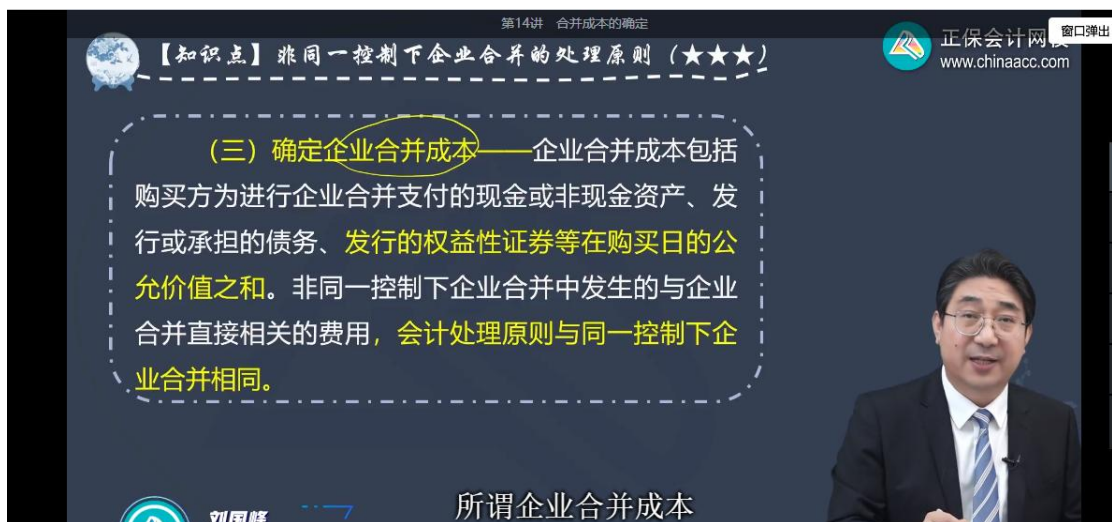 第14讲 合并成本的确定
窗口弹出
【知识点】非同一控制下企业合并的处理原则（★★★）
正保会计网校
www.chinaacc.com
（三）确定企业合并成本——企业合并成本包括
购买方为进行企业合并支付的现金或非现金资产、发
行或承担的债务、发行的权益性证券等在购买日的公
允价值之和。非同一控制下企业合并中发生的与企业
合并直接相关的费用，会计处理原则与同一控制下企
业合并相同。
刘国峰
所谓企业合并成本